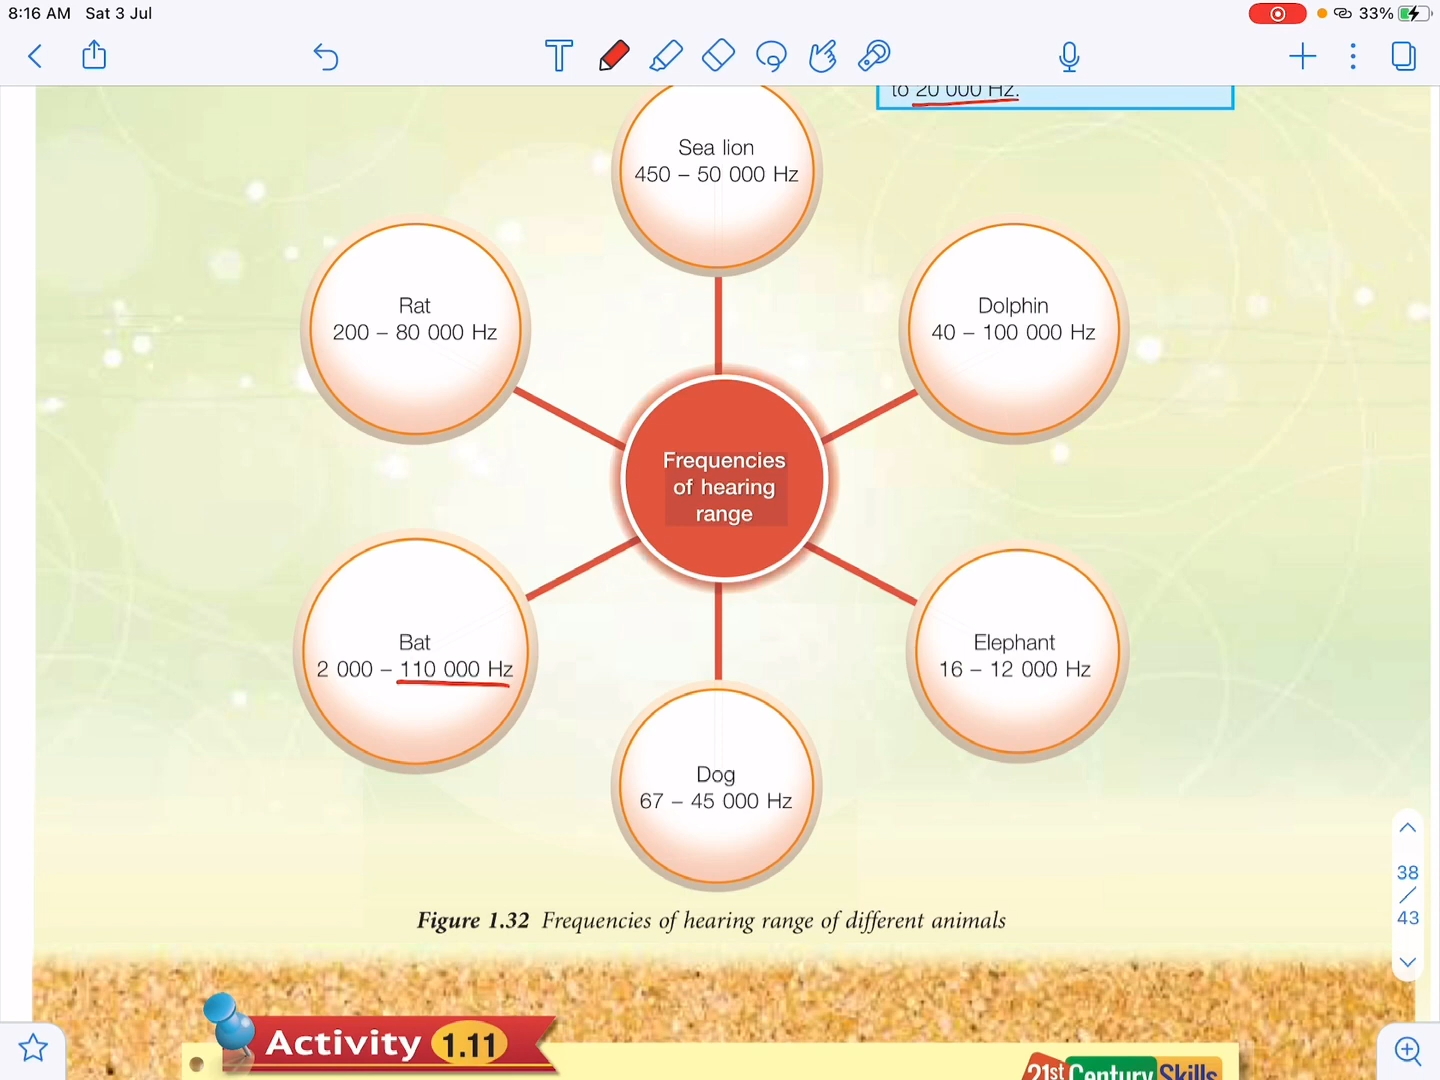 8:16 AM Sat 3 Jul
33%
to 20 000 Hz.
Sea lion
450 – 50 000 Hz
Rat
200 – 80 000 Hz
Dolphin
40 – 100 000 Hz
Frequencies
of hearing
range
Bat
2 000 – 110 000 Hz
Elephant
16 – 12 000 Hz
Dog
67 – 45 000 Hz
38
/
43
Figure 1.32 Frequencies of hearing range of different animals
Activity 1.11
21st Century Skills